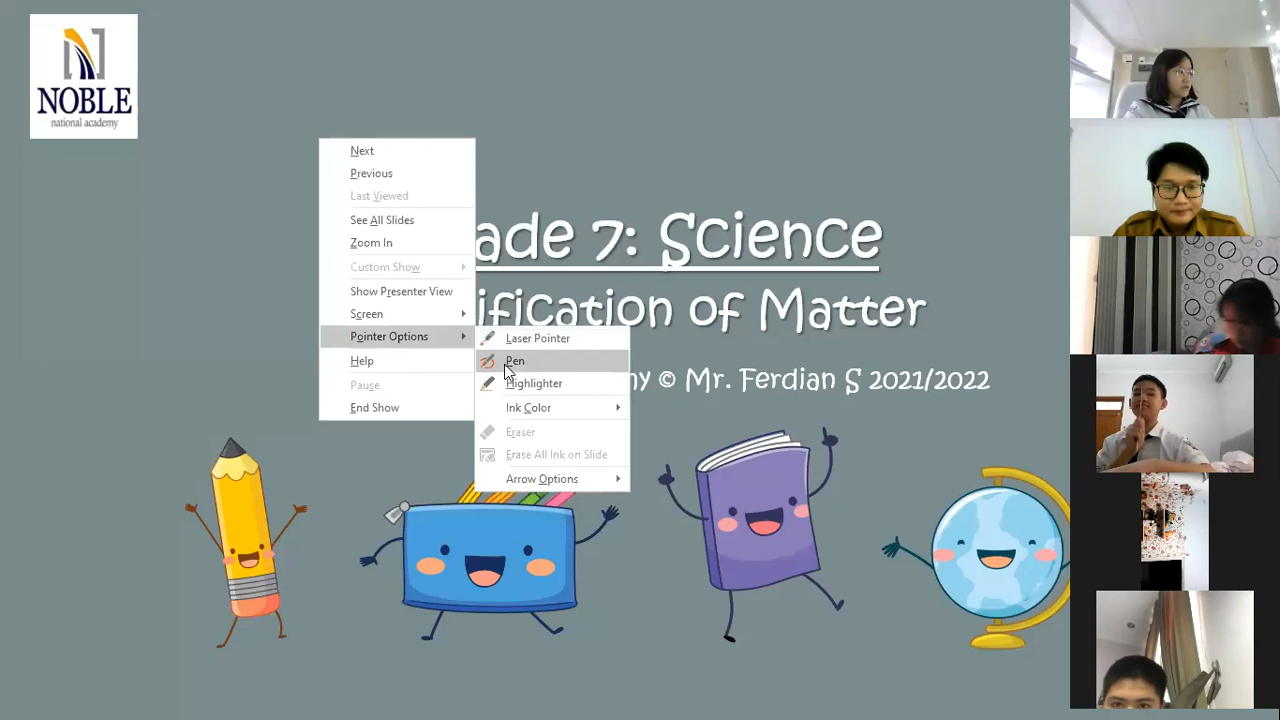 NOBLE
national academy
Next
Previous
Last Viewed
See All Slides
Zoom In
Custom Show
Show Presenter View
Screen
Pointer Options
Help
Pause
End Show
Laser Pointer
Pen
Highlighter
Ink Color
Eraser
Erase All Ink on Slide
Arrow Options
ade 7: Science
ification of Matter
my © Mr. Ferdian S 2021/2022